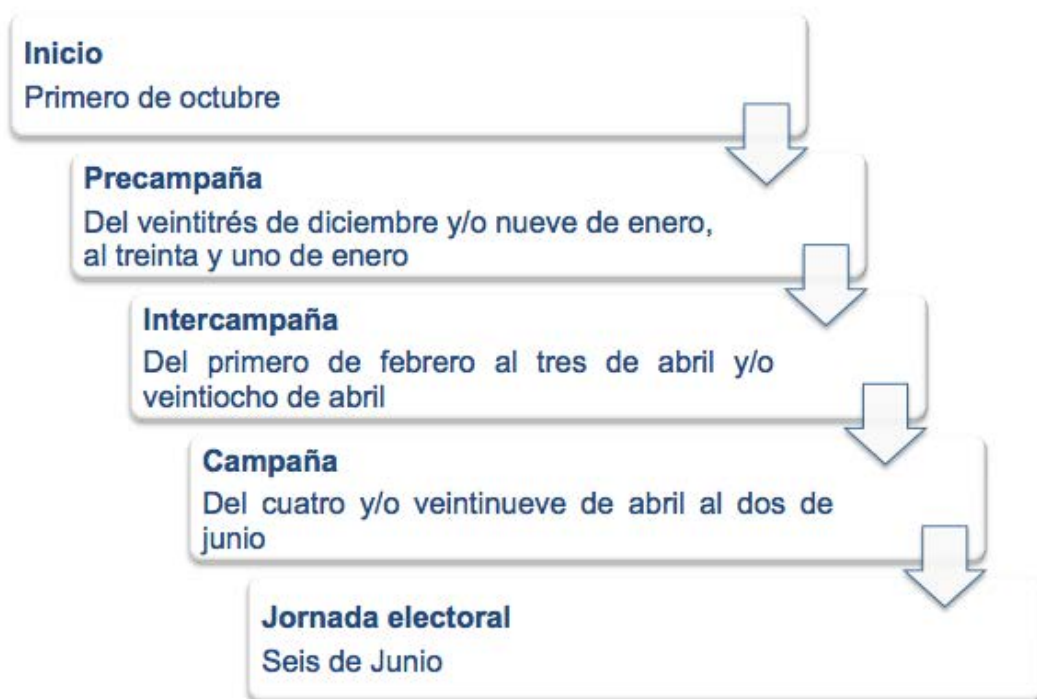 Inicio
Primero de octubre
Precampaña
Del veintitrés de diciembre y/o nueve de enero,
al treinta y uno de enero
Intercampaña
Del primero de febrero al tres de abril y/o
veintiocho de abril
Campaña
Del cuatro y/o veintinueve de abril al dos de
junio
Jornada electoral
Seis de Junio